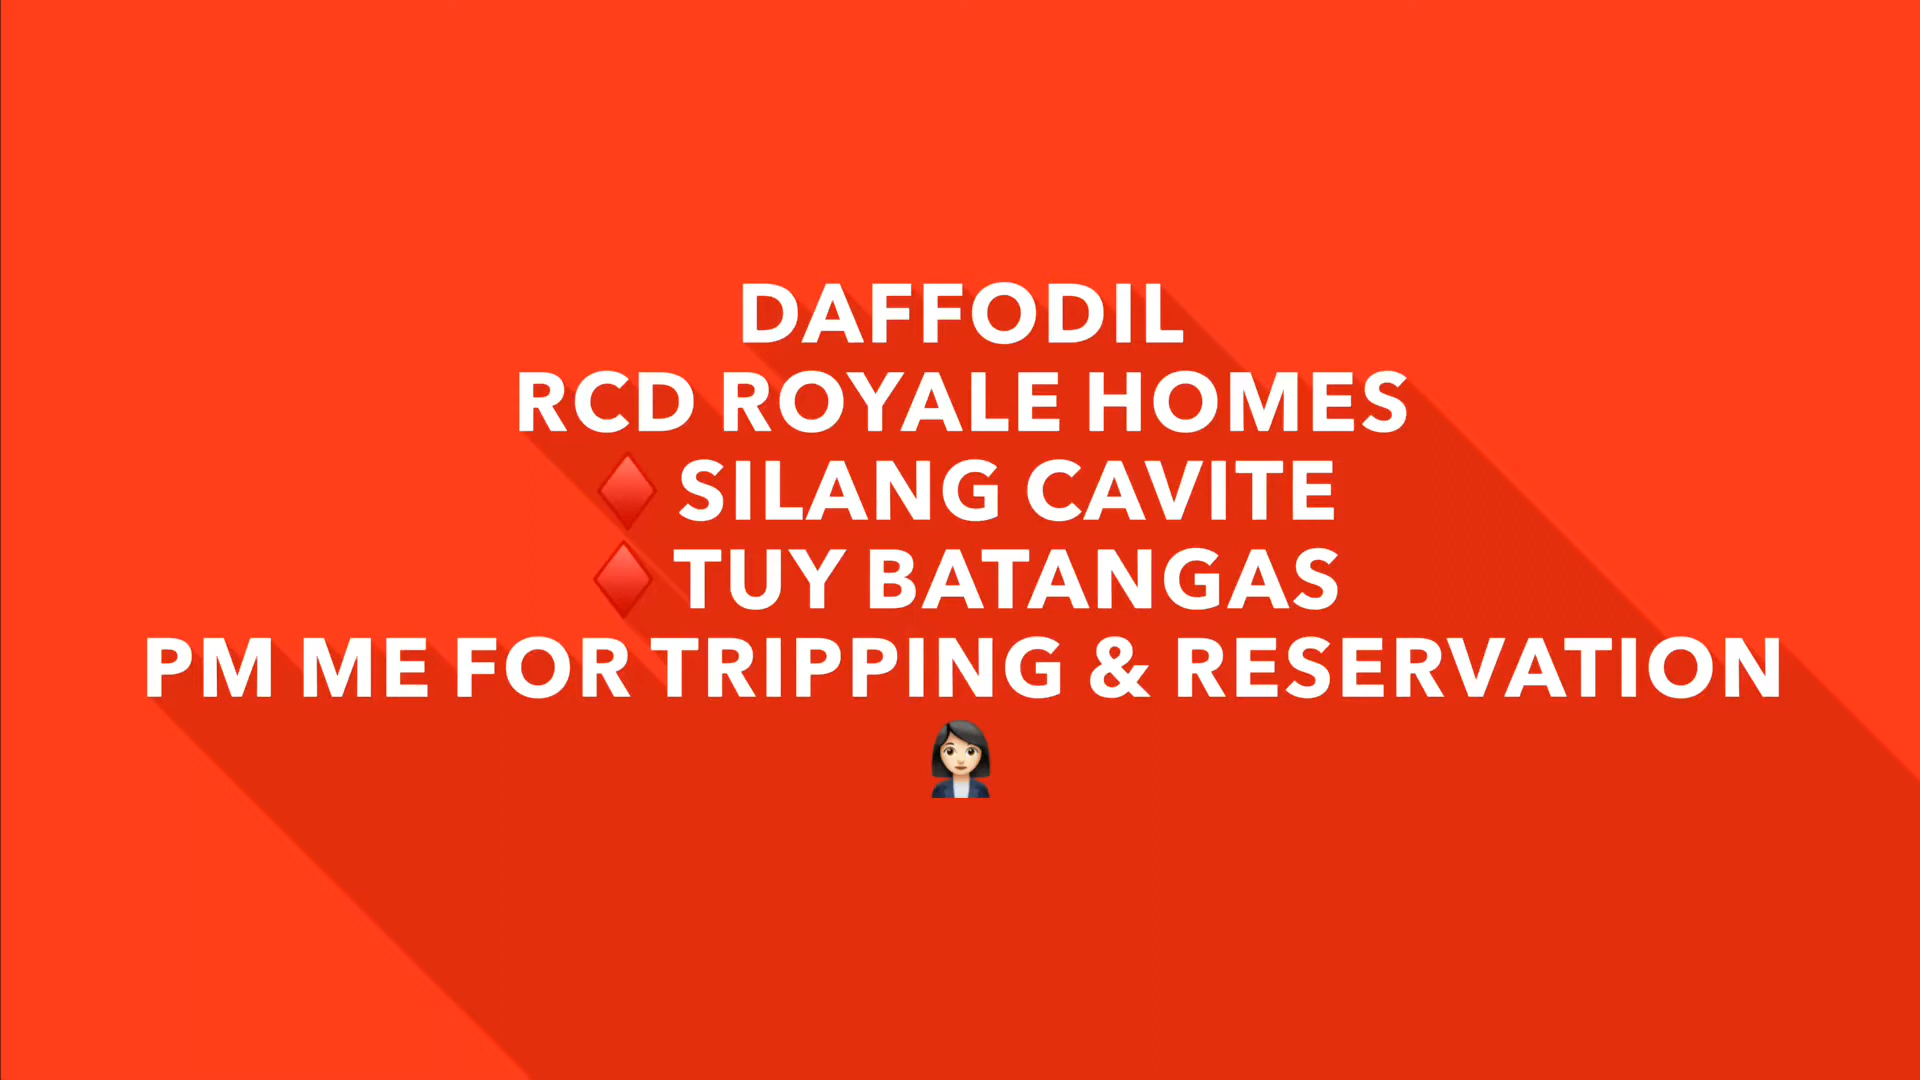 DAFFODIL
RCD ROYALE HOMES
♦️ SILANG CAVITE
♦️ TUY BATANGAS
PM ME FOR TRIPPING & RESERVATION
👩🏻‍💼